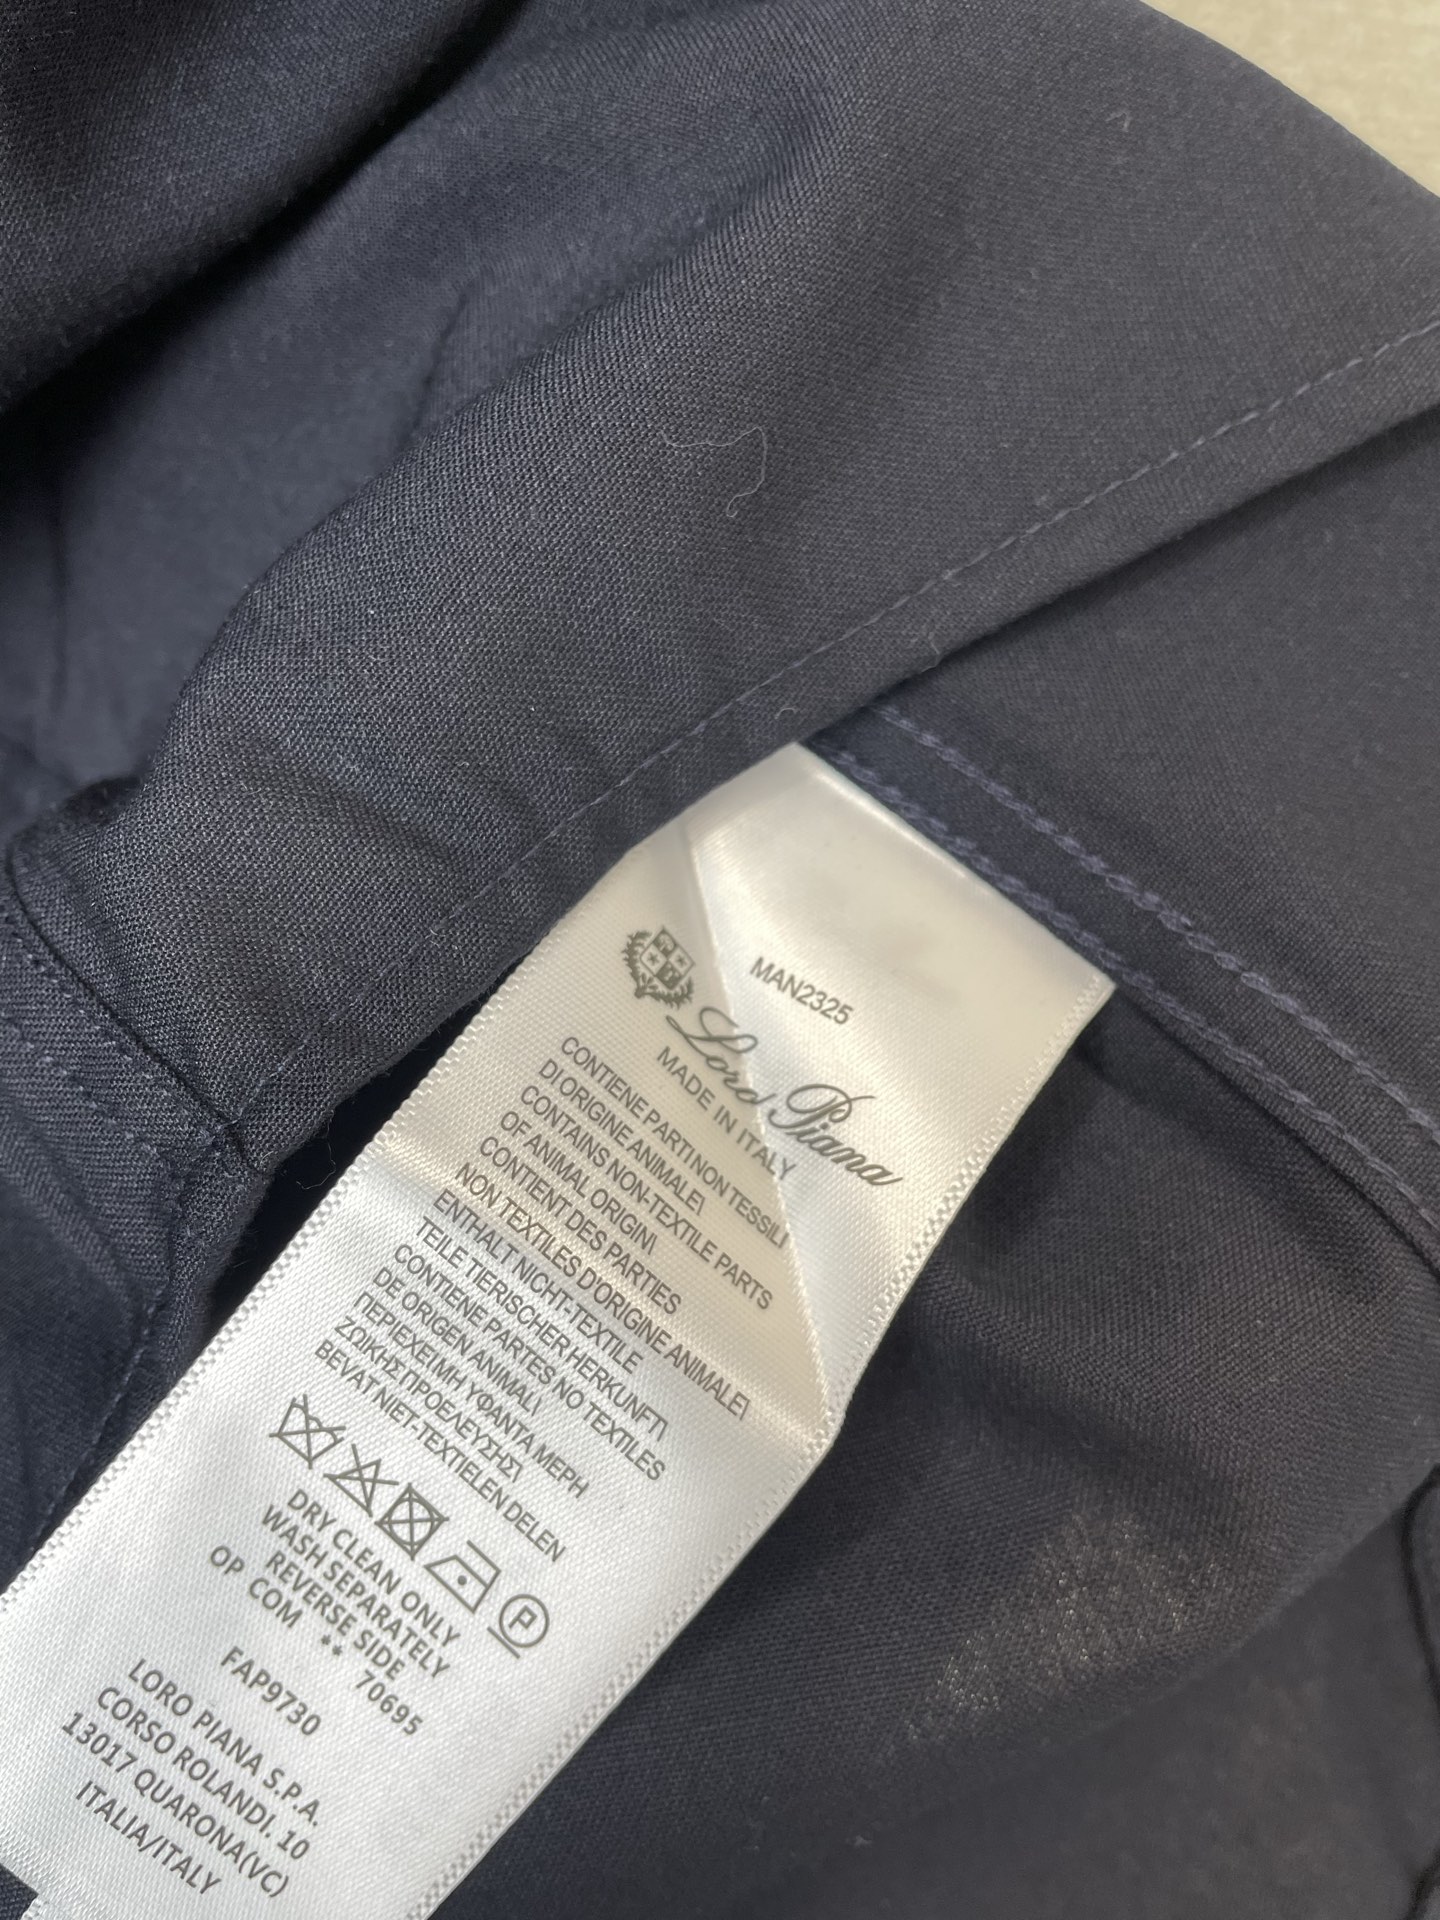 MAN2325
Loro Piana
MADE IN ITALY
CONTIENE PARTI NON TESSILI
DI ORIGINE ANIMALE\
CONTAINS NON-TEXTILE PARTS
OF ANIMAL ORIGIN\
CONTIENT DES PARTIES
NON TEXTILES D'ORIGINE ANIMALE\
ENTHALT NICHT-TEXTILE
TEILE TIERISCHER HERKUNFT\
CONTIENE PARTES NO TEXTILES
DE ORIGEN ANIMAL\
ΠΕΡΙΕΧΕΙ ΜΗ ΥΦΑΝΤΑ ΜΕΡΗ
ΖΩΙΚΗΣ ΠΡΟΕΛΕΥΣΗΣ\
BEVAT NIET-TEXTIELEN DELEN
P
DRY CLEAN ONLY
WASH SEPARATELY
REVERSE SIDE
OP COM ** 70695
FAP9730
LORO PIANA S.P.A.
CORSO ROLANDI. 10
13017 QUARONA(VC)
ITALIA/ITALY